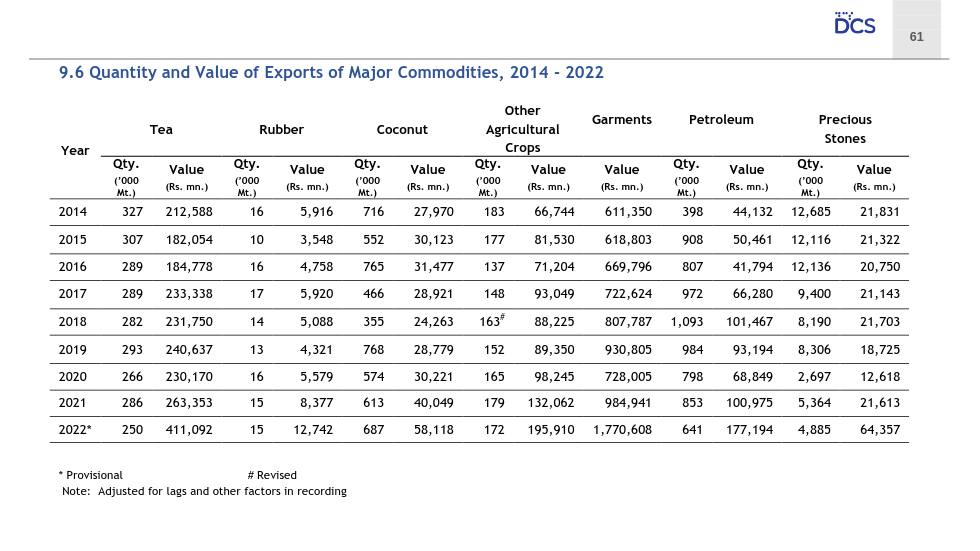 DCS
61
9.6 Quantity and Value of Exports of Major Commodities, 2014 - 2022
Year Tea Rubber Coconut Other Agricultural Crops Garments Petroleum Precious Stones
Qty. ('000 Mt.) Value (Rs. mn.) Qty. ('000 Mt.) Value (Rs. mn.) Qty. ('000 Mt.) Value (Rs. mn.) Qty. ('000 Mt.) Value (Rs. mn.) Value (Rs. mn.) Qty. ('000 Mt.) Value (Rs. mn.) Qty. ('000 Mt.) Value (Rs. mn.)
2014 327 212,588 16 5,916 716 27,970 183 66,744 611,350 398 44,132 12,685 21,831
2015 307 182,054 10 3,548 552 30,123 177 81,530 618,803 908 50,461 12,116 21,322
2016 289 184,778 16 4,758 765 31,477 137 71,204 669,796 807 41,794 12,136 20,750
2017 289 233,338 17 5,920 466 28,921 148 93,049 722,624 972 66,280 9,400 21,143
2018 282 231,750 14 5,088 355 24,263 163# 88,225 807,787 1,093 101,467 8,190 21,703
2019 293 240,637 13 4,321 768 28,779 152 89,350 930,805 984 93,194 8,306 18,725
2020 266 230,170 16 5,579 574 30,221 165 98,245 728,005 798 68,849 2,697 12,618
2021 286 263,353 15 8,377 613 40,049 179 132,062 984,941 853 100,975 5,364 21,613
2022* 250 411,092 15 12,742 687 58,118 172 195,910 1,770,608 641 177,194 4,885 64,357
* Provisional # Revised
Note: Adjusted for lags and other factors in recording